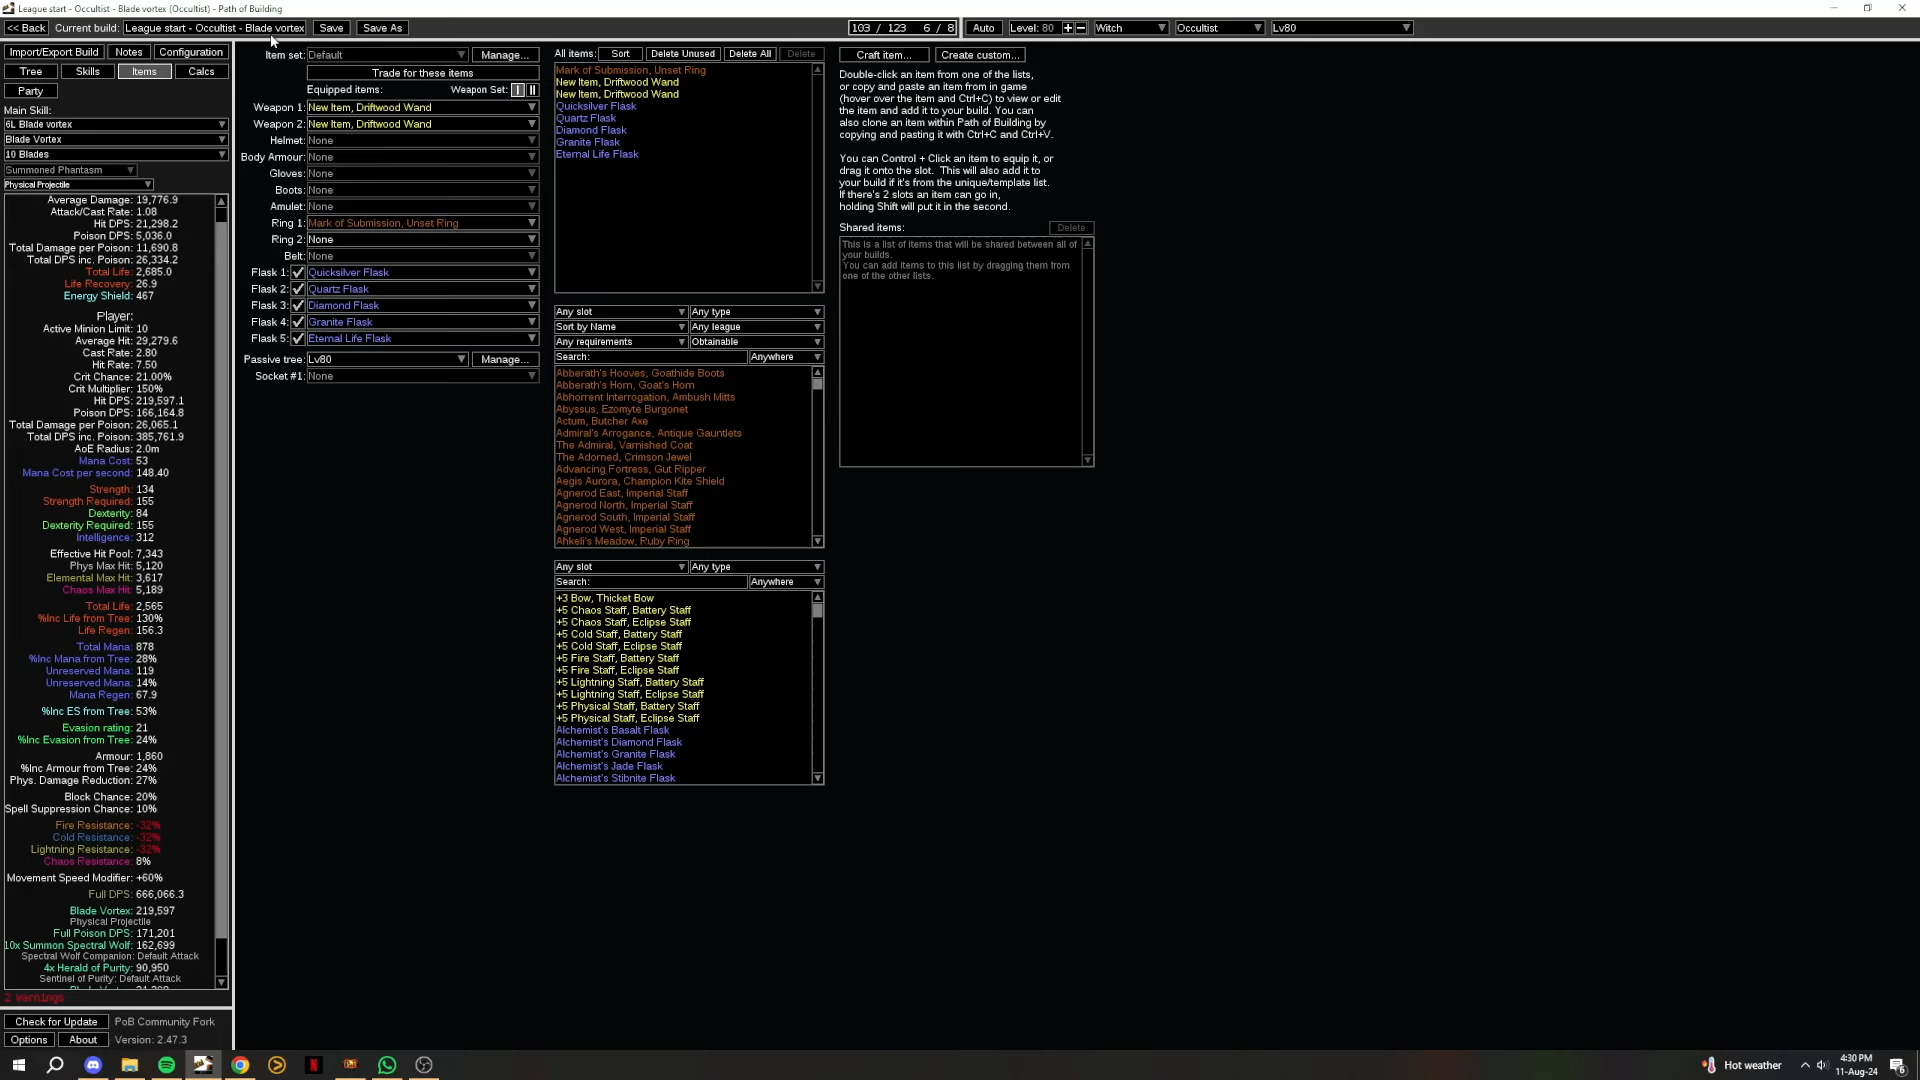 League start - Occultist - Blade vortex (Occultist) - Path of Building
<< Back
Current build:
League start - Occultist - Blade vortex
Save
Save As
103 / 123 6 / 8
Auto
Level: 80
Witch
Occultist
Lv80
Import/Export Build
Notes
Configuration
Tree
Skills
Items
Calcs
Party
Main Skill:
6L Blade vortex
Blade Vortex
10 Blades
Summoned Phantasm
Physical Projectile
Average Damage: 19,776.9
Attack/Cast Rate: 1.08
Hit DPS: 21,298.2
Poison DPS: 5,036.0
Total Damage per Poison: 11,690.8
Total DPS inc. Poison: 26,334.2
Total Life: 2,685.0
Life Recovery: 26.9
Energy Shield: 467
Player:
Active Minion Limit: 10
Average Hit: 29,279.6
Cast Rate: 2.80
Hit Rate: 7.50
Crit Chance: 21.00%
Crit Multiplier: 150%
Hit DPS: 219,597.1
Poison DPS: 166,164.8
Total Damage per Poison: 26,065.1
Total DPS inc. Poison: 385,761.9
AoE Radius: 2.0m
Mana Cost: 53
Mana Cost per second: 148.40
Strength: 134
Strength Required: 155
Dexterity: 84
Dexterity Required: 155
Intelligence: 312
Effective Hit Pool: 7,343
Phys Max Hit: 5,120
Elemental Max Hit: 3,617
Chaos Max Hit: 5,189
Total Life: 2,565
%Inc Life from Tree: 130%
Life Regen: 156.3
Total Mana: 878
%Inc Mana from Tree: 28%
Unreserved Mana: 119
Unreserved Mana: 14%
Mana Regen: 67.9
%Inc ES from Tree: 53%
Evasion rating: 21
%Inc Evasion from Tree: 24%
Armour: 1,860
%Inc Armour from Tree: 24%
Phys. Damage Reduction: 27%
Block Chance: 20%
Spell Suppression Chance: 10%
Fire Resistance: -32%
Cold Resistance: -32%
Lightning Resistance: -32%
Chaos Resistance: 8%
Movement Speed Modifier: +60%
Full DPS: 666,066.3
Blade Vortex: 219,597
Physical Projectile
Full Poison DPS: 171,201
10x Summon Spectral Wolf: 162,699
Spectral Wolf Companion: Default Attack
4x Herald of Purity: 90,950
Sentinel of Purity: Default Attack
2 Warnings
Check for Update
PoB Community Fork
Options
About
Version: 2.47.3
Item set: Default
Manage...
Trade for these items
Equipped items:
Weapon Set: I II
Weapon 1: New Item, Driftwood Wand
Weapon 2: New Item, Driftwood Wand
Helmet: None
Body Armour: None
Gloves: None
Boots: None
Amulet: None
Ring 1: Mark of Submission, Unset Ring
Ring 2: None
Belt: None
Flask 1: Quicksilver Flask
Flask 2: Quartz Flask
Flask 3: Diamond Flask
Flask 4: Granite Flask
Flask 5: Eternal Life Flask
Passive tree: Lv80
Manage...
Socket #1: None
All items:
Sort
Delete Unused
Delete All
Delete
Mark of Submission, Unset Ring
New Item, Driftwood Wand
New Item, Driftwood Wand
Quicksilver Flask
Quartz Flask
Diamond Flask
Granite Flask
Eternal Life Flask
Any slot
Any type
Sort by Name
Any league
Any requirements
Obtainable
Search:
Anywhere
Abberath's Hooves, Goathide Boots
Abberath's Horn, Goat's Horn
Abhorrent Interrogation, Ambush Mitts
Abyssus, Ezomyte Burgonet
Actum, Butcher Axe
Admiral's Arrogance, Antique Gauntlets
The Admiral, Varnished Coat
The Adorned, Crimson Jewel
Advancing Fortress, Gut Ripper
Aegis Aurora, Champion Kite Shield
Agnerod East, Imperial Staff
Agnerod North, Imperial Staff
Agnerod South, Imperial Staff
Agnerod West, Imperial Staff
Ahkeli's Meadow, Ruby Ring
Any slot
Any type
Search:
Anywhere
+3 Bow, Thicket Bow
+5 Chaos Staff, Battery Staff
+5 Chaos Staff, Eclipse Staff
+5 Cold Staff, Battery Staff
+5 Cold Staff, Eclipse Staff
+5 Fire Staff, Battery Staff
+5 Fire Staff, Eclipse Staff
+5 Lightning Staff, Battery Staff
+5 Lightning Staff, Eclipse Staff
+5 Physical Staff, Battery Staff
+5 Physical Staff, Eclipse Staff
Alchemist's Basalt Flask
Alchemist's Diamond Flask
Alchemist's Granite Flask
Alchemist's Jade Flask
Alchemist's Stibnite Flask
Craft item...
Create custom...
Double-click an item from one of the lists,
or copy and paste an item from in game
(hover over the item and Ctrl+C) to view or edit
the item and add it to your build. You can
also clone an item within Path of Building by
copying and pasting it with Ctrl+C and Ctrl+V.
You can Control + Click an item to equip it, or
drag it onto the slot. This will also add it to
your build if it's from the unique/template list.
If there's 2 slots an item can go in,
holding Shift will put it in the second.
Shared items:
Delete
This is a list of items that will be shared between all of
your builds.
You can add items to this list by dragging them from
one of the other lists.
Hot weather
4:30 PM
11-Aug-24